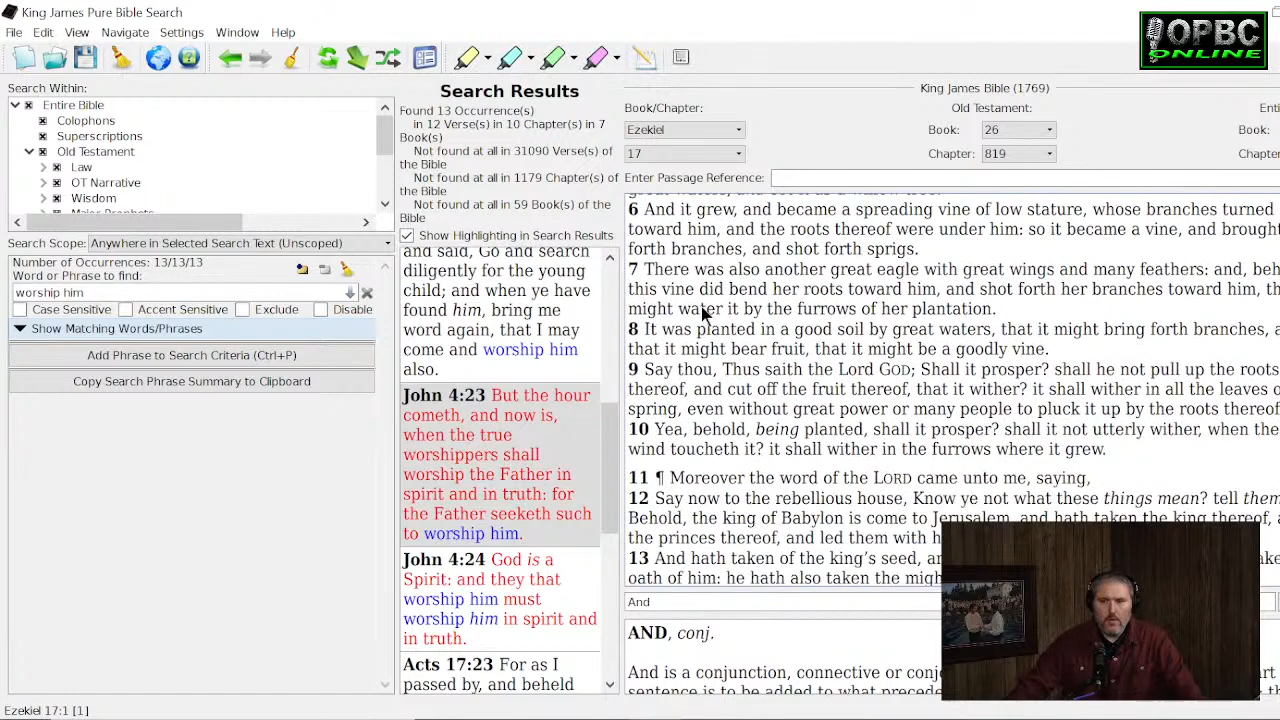 King James Pure Bible Search
OPBC
ONLINE
File Edit View Navigate Settings Window Help
Search Within:
Entire Bible
Colophons
Superscriptions
Old Testament
Law
OT Narrative
Wisdom
Search Scope: Anywhere in Selected Search Text (Unscoped)
Number of Occurrences: 13/13/13
Word or Phrase to find:
worship him
Case Sensitive Accent Sensitive Exclude Disable
Show Matching Words/Phrases
Add Phrase to Search Criteria (Ctrl+P)
Copy Search Phrase Summary to Clipboard
Search Results
Found 13 Occurrence(s)
in 12 Verse(s) in 10 Chapter(s) in 7
Book(s)
Not found at all in 31090 Verse(s) of
the Bible
Not found at all in 1179 Chapter(s) of
the Bible
Not found at all in 59 Book(s) of the
Bible
Show Highlighting in Search Results
and said, Go and search
diligently for the young
child; and when ye have
found him, bring me
word again, that I may
come and worship him
also.
John 4:23 But the hour
cometh, and now is,
when the true
worshippers shall
worship the Father in
spirit and in truth: for
the Father seeketh such
to worship him.
John 4:24 God is a
Spirit: and they that
worship him must
worship him in spirit and
in truth.
Acts 17:23 For as I
passed by, and beheld
King James Bible (1769)
Book/Chapter: Old Testament:
Ezekiel Book: 26 Book:
17 Chapter: 819 Chapter
Enter Passage Reference:
6 And it grew, and became a spreading vine of low stature, whose branches turned
toward him, and the roots thereof were under him: so it became a vine, and brought
forth branches, and shot forth sprigs.
7 There was also another great eagle with great wings and many feathers: and,
this vine did bend her roots toward him, and shot forth her branches toward him,
might water it by the furrows of her plantation.
8 It was planted in a good soil by great waters, that it might bring forth branches,
that it might bear fruit, that it might be a goodly vine.
9 Say thou, Thus saith the Lord GOD; Shall it prosper? shall he not pull up the roots
thereof, and cut off the fruit thereof, that it wither? it shall wither in all the leaves
spring, even without great power or many people to pluck it up by the roots thereof
10 Yea, behold, being planted, shall it prosper? shall it not utterly wither, when the
wind toucheth it? it shall wither in the furrows where it grew.
11 ¶ Moreover the word of the LORD came unto me, saying,
12 Say now to the rebellious house, Know ye not what these things mean? tell them
Behold, the king of Babylon is come to Jerusalem, and hath taken the king thereof,
the princes thereof, and led them with
13 And hath taken of the king's seed,
oath of him: he hath also taken the
And
AND, conj.
And is a conjunction, connective or
sentence is to be added to what
Ezekiel 17:1 [1]